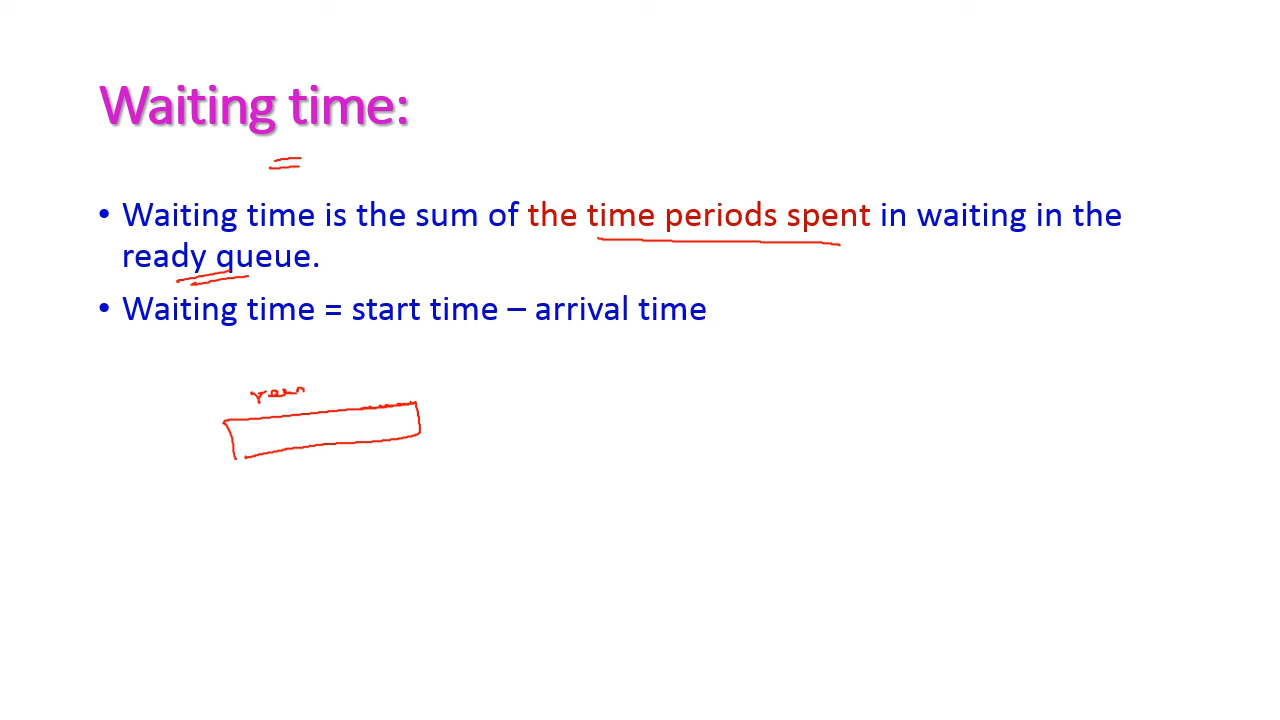 Waiting time:
• Waiting time is the sum of the time periods spent in waiting in the
ready queue.
• Waiting time = start time – arrival time